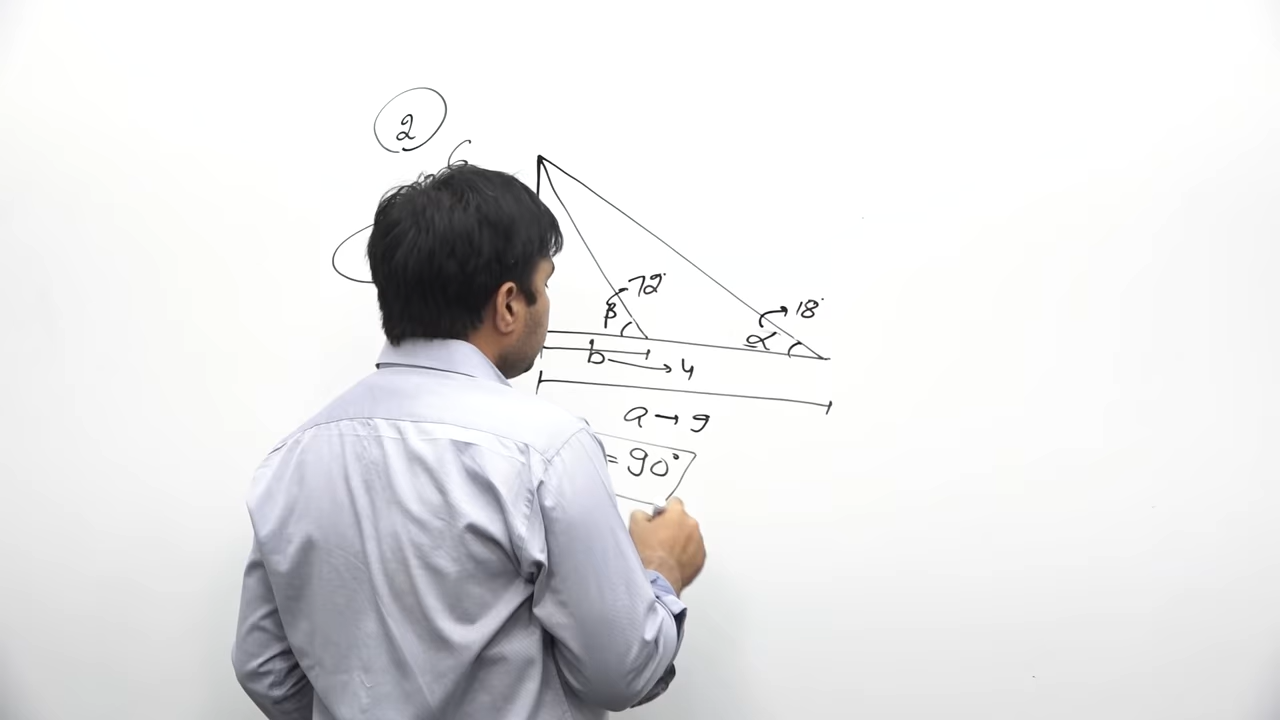 2
β → 72°
α → 18°
b → 4
a → 9
= 90°